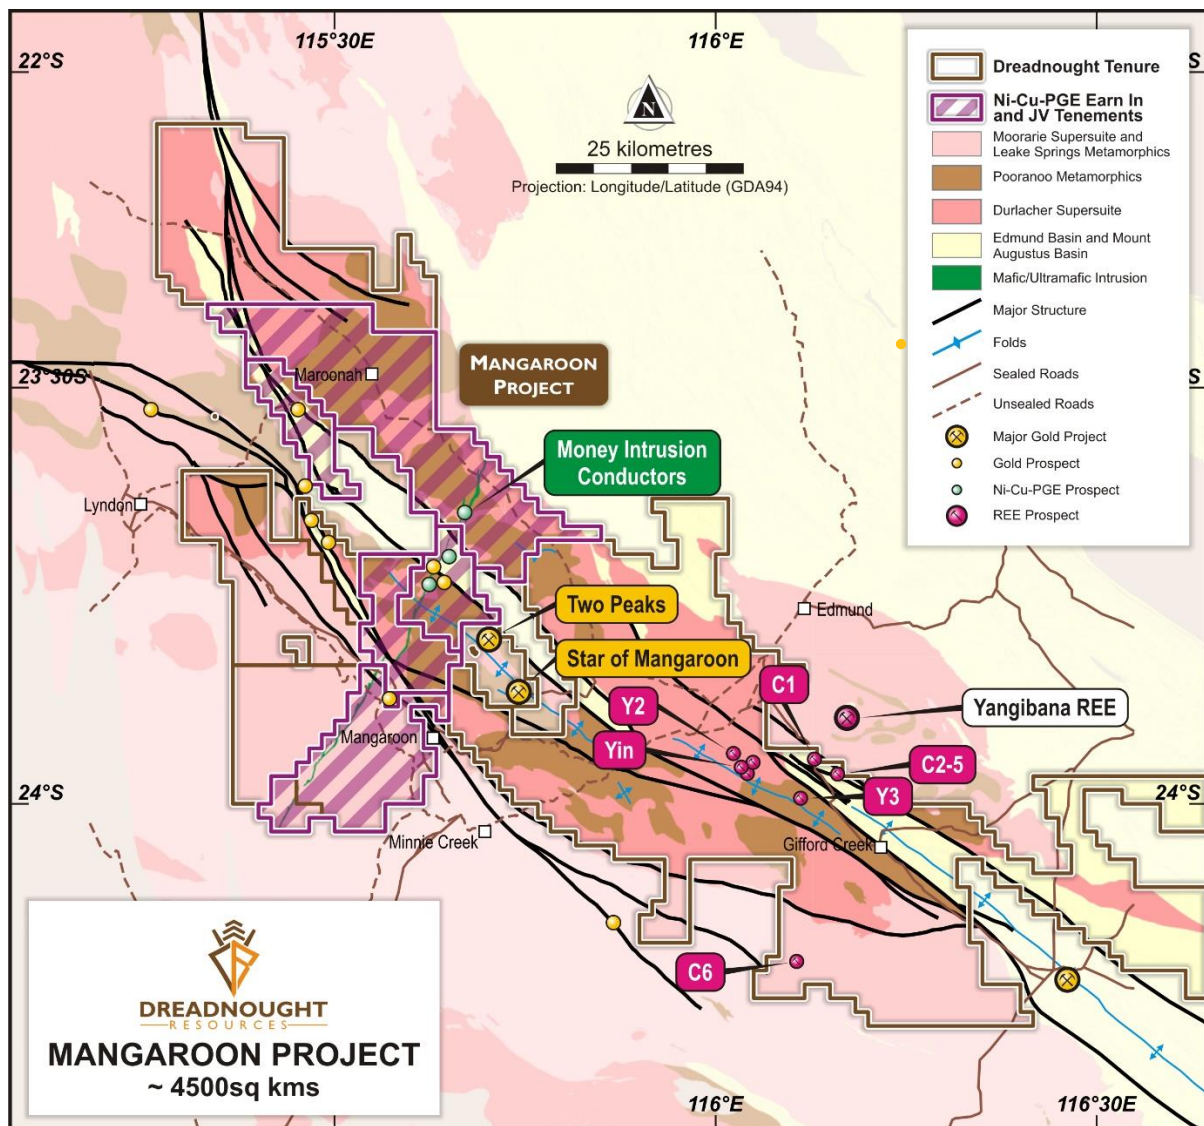 115°30'E
116°E
22°S
S
N
25 kilometres
Projection: Longitude/Latitude (GDA94)
Dreadnought Tenure
Ni-Cu-PGE Earn In
and JV Tenements
Moorarie Supersuite and
Leake Springs Metamorphics
Pooranoo Metamorphics
Durlacher Supersuite
Edmund Basin and Mount
Augustus Basin
Mafic/Ultramafic Intrusion
Major Structure
Folds
Sealed Roads
Unsealed Roads
Major Gold Project
Gold Prospect
Ni-Cu-PGE Prospect
REE Prospect
23°30'S
S
Maroonah
MANGAROON
PROJECT
Money Intrusion
Conductors
Lyndon
Two Peaks
Edmund
Star of Mangaroon
C1
Y2
Yangibana REE
Mangaroon
Yin
C2-5
Y3
24°S
24°S
Minnie Creek
Gifford Creek
C6
DREADNOUGHT
RESOURCES
MANGAROON PROJECT
~ 4500sq kms
116°E
116°30'E